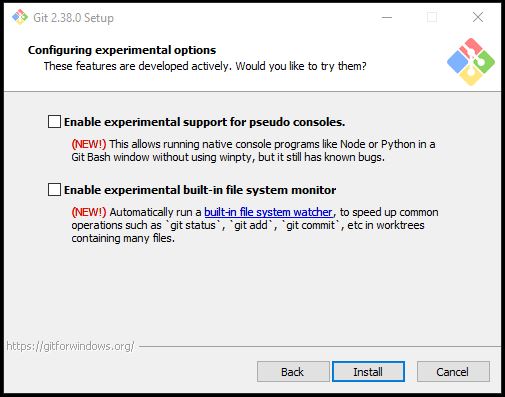 Git 2.38.0 Setup
Configuring experimental options
These features are developed actively. Would you like to try them?
Enable experimental support for pseudo consoles.
(NEW!) This allows running native console programs like Node or Python in a
Git Bash window without using winpty, but it still has known bugs.
Enable experimental built-in file system monitor
(NEW!) Automatically run a built-in file system watcher, to speed up common
operations such as `git status`, `git add`, `git commit`, etc in worktrees
containing many files.
https://gitforwindows.org/
Back Install Cancel